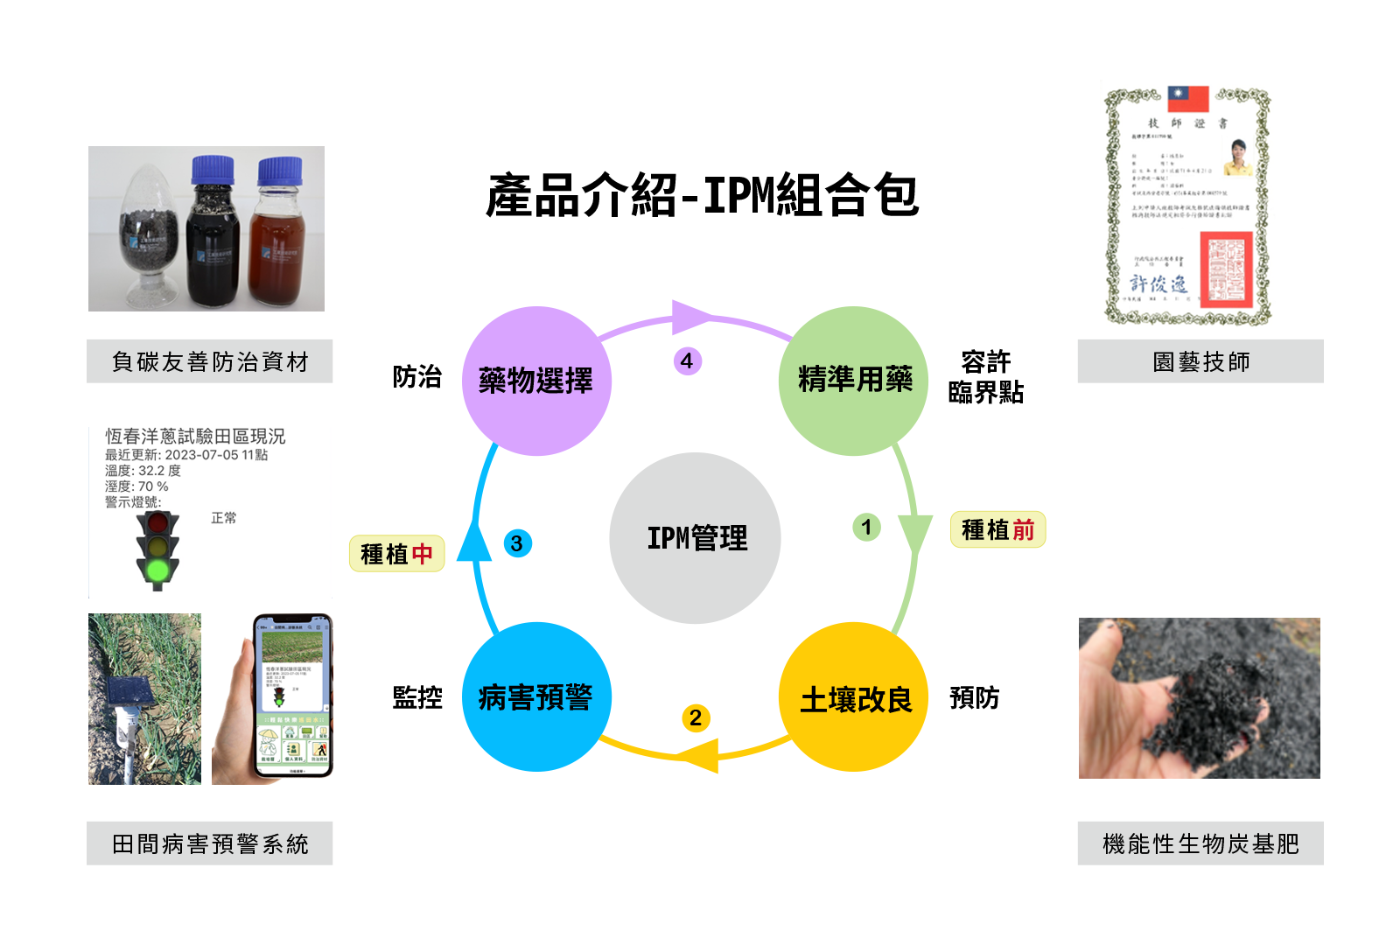 產品介紹-IPM組合包
負碳友善防治資材
恆春洋蔥試驗田區現況
最近更新: 2023-07-05 11點
溫度: 32.2 度
溼度: 70 %
警示燈號:
正常
田間病害預警系統
防治
藥物選擇
4
精準用藥
容許
臨界點
種植中
3
IPM管理
1
種植前
監控
病害預警
2
土壤改良
預防
技師證書
許俊逸
園藝技師
機能性生物炭基肥